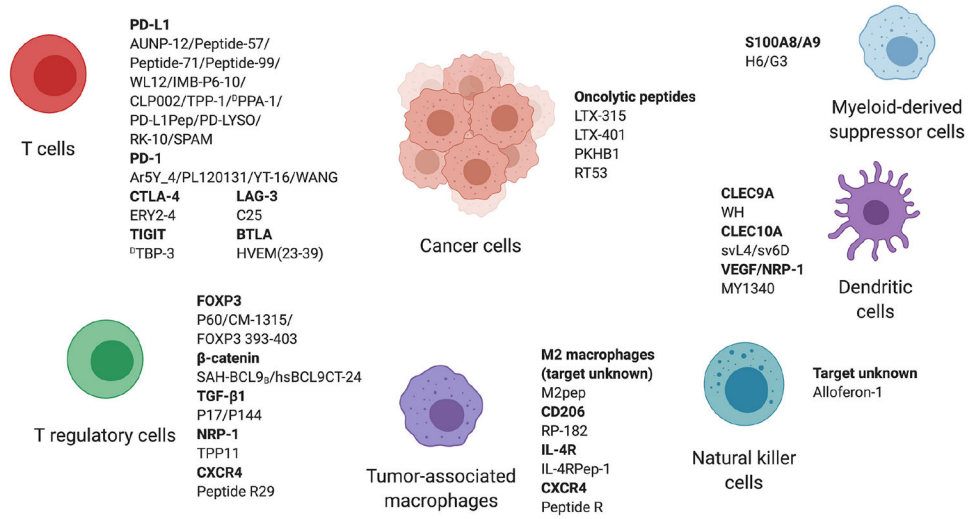 PD-L1
AUNP-12/Peptide-57/
Peptide-71/Peptide-99/
WL12/IMB-P6-10/
CLP002/TPP-1/ᴰPPA-1/
PD-L1Pep/PD-LYSO/
RK-10/SPAM
PD-1
Ar5Y_4/PL120131/YT-16/WANG
CTLA-4 LAG-3
ERY2-4 C25
TIGIT BTLA
ᴰTBP-3 HVEM(23-39)
T cells
Oncolytic peptides
LTX-315
LTX-401
PKHB1
RT53
Cancer cells
S100A8/A9
H6/G3
Myeloid-derived
suppressor cells
CLEC9A
WH
CLEC10A
svL4/sv6D
VEGF/NRP-1
MY1340
Dendritic
cells
FOXP3
P60/CM-1315/
FOXP3 393-403
β-catenin
SAH-BCL9ʙ/hsBCL9CT-24
TGF-β1
P17/P144
NRP-1
TPP11
CXCR4
Peptide R29
T regulatory cells
M2 macrophages
(target unknown)
M2pep
CD206
RP-182
IL-4R
IL-4RPep-1
CXCR4
Peptide R
Tumor-associated
macrophages
Target unknown
Alloferon-1
Natural killer
cells